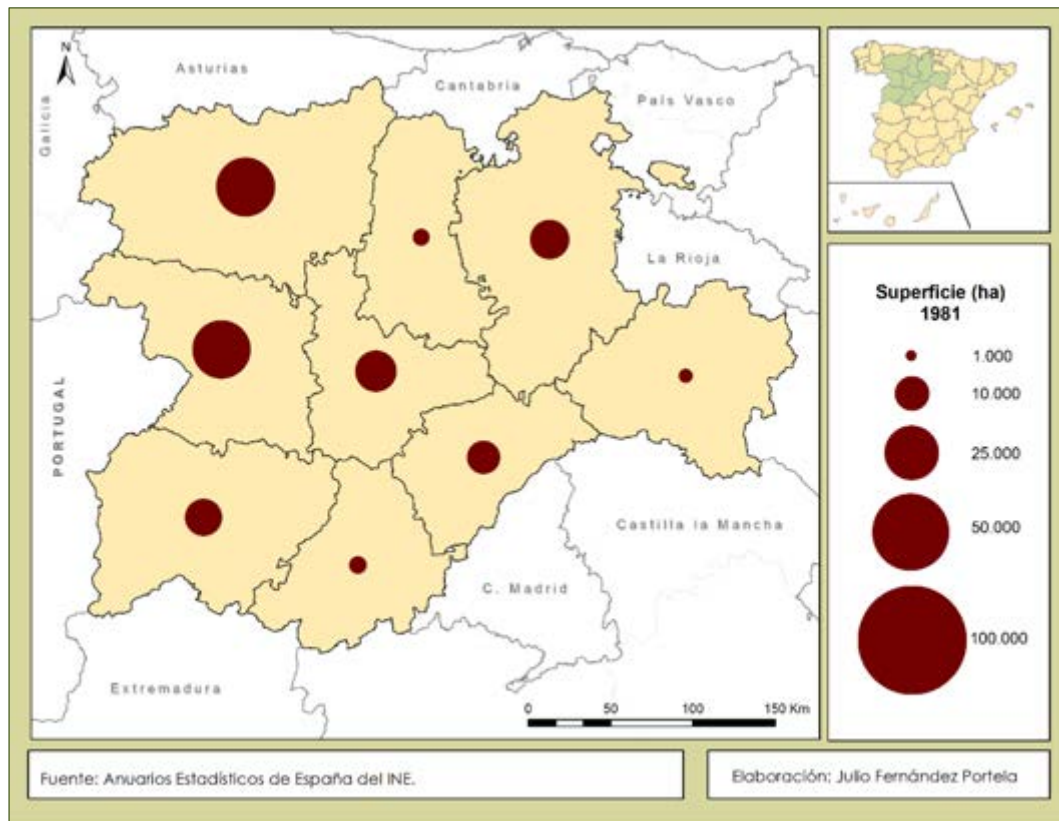 N
Asturias
Cantabria
País Vasco
Galicia
La Rioja
PORTUGAL
Castilla la Mancha
C. Madrid
Extremadura
0 50 100 150 Km
Superficie (ha)
1981
1.000
10.000
25.000
50.000
100.000
Fuente: Anuarios Estadísticos de España del INE.
Elaboración: Julio Fernández Portela